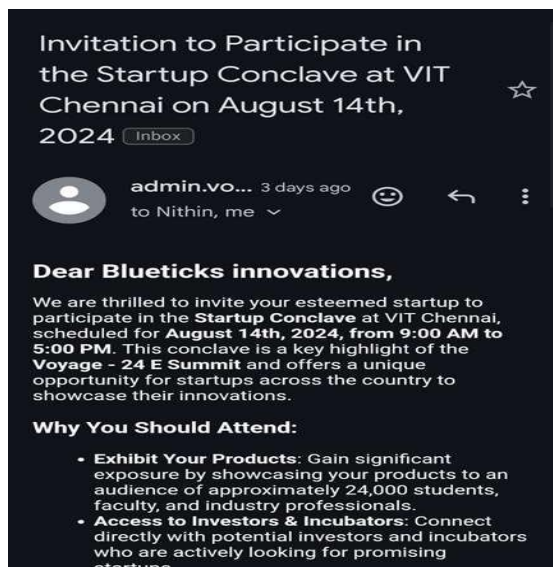 Invitation to Participate in
the Startup Conclave at VIT
Chennai on August 14th,
2024 Inbox
admin.vo... 3 days ago
to Nithin, me
Dear Blueticks innovations,
We are thrilled to invite your esteemed startup to
participate in the Startup Conclave at VIT Chennai,
scheduled for August 14th, 2024, from 9:00 AM to
5:00 PM. This conclave is a key highlight of the
Voyage - 24 E Summit and offers a unique
opportunity for startups across the country to
showcase their innovations.
Why You Should Attend:
• Exhibit Your Products: Gain significant
exposure by showcasing your products to an
audience of approximately 24,000 students,
faculty, and industry professionals.
• Access to Investors & Incubators: Connect
directly with potential investors and incubators
who are actively looking for promising
startups.